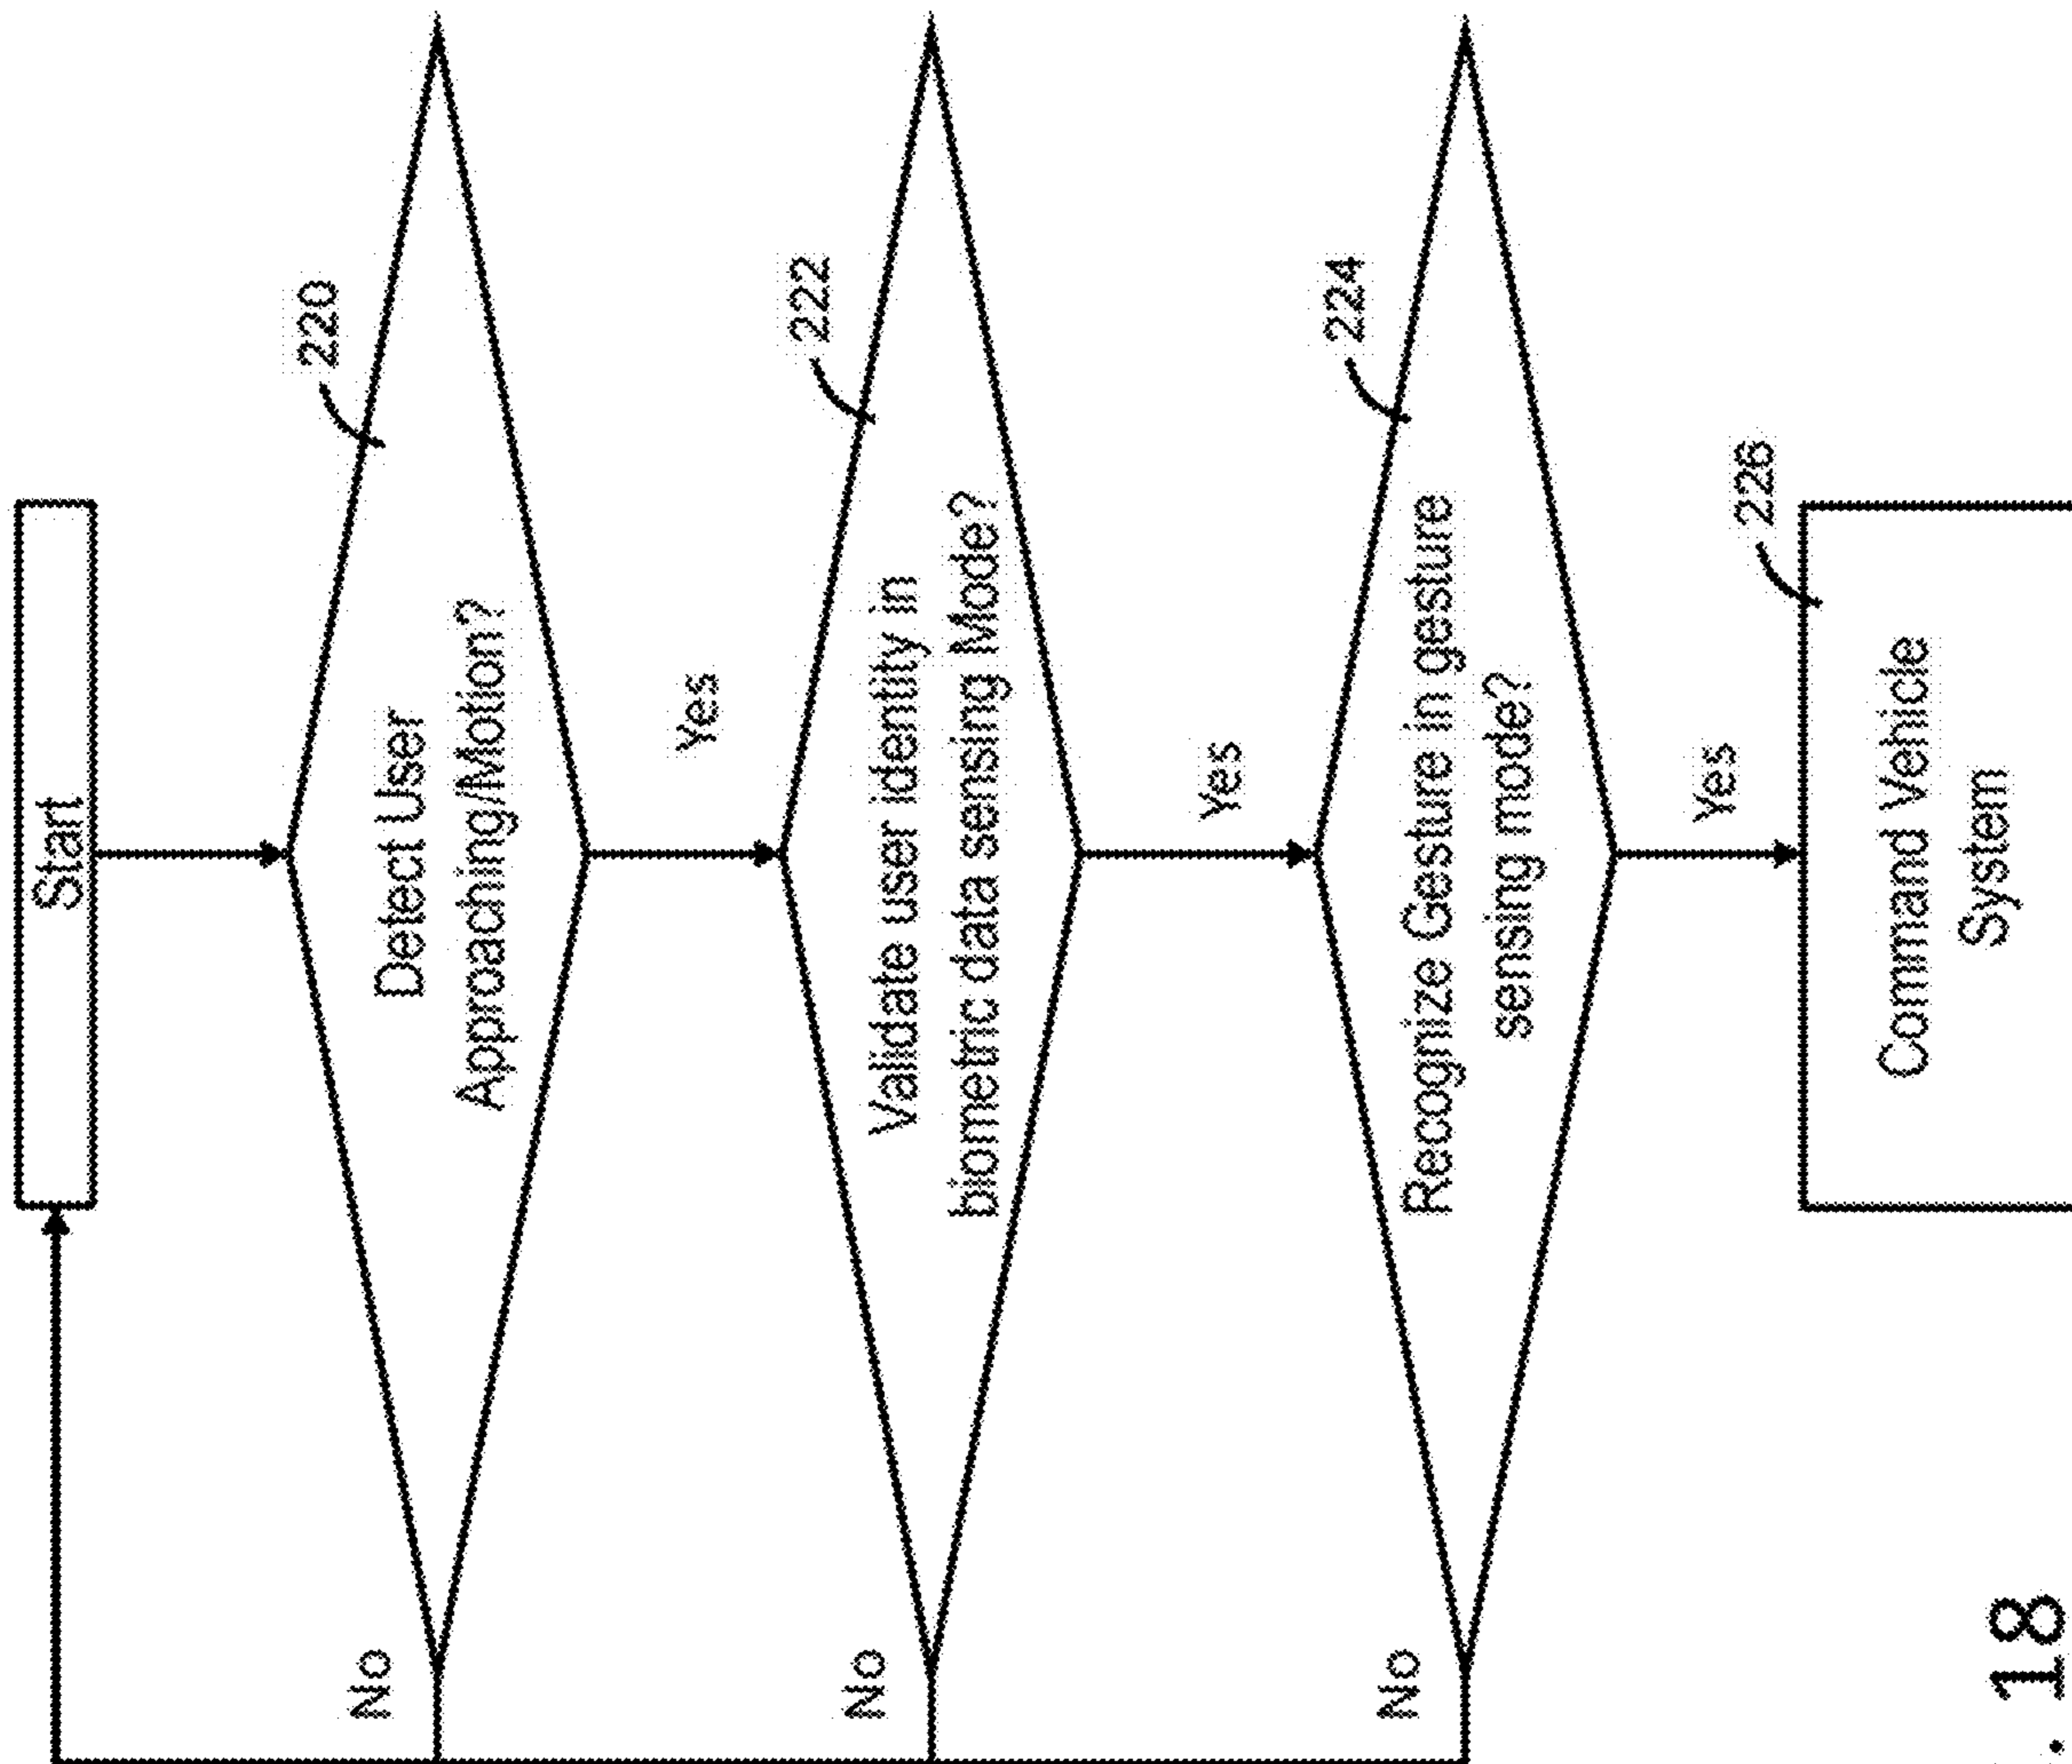 Start
220
Detect User
Approaching/Motion?
No
Yes
222
Validate user identity in
biometric data sensing Mode?
No
Yes
224
Recognize Gesture in gesture
sensing mode?
No
Yes
226
Command Vehicle
System
. 18